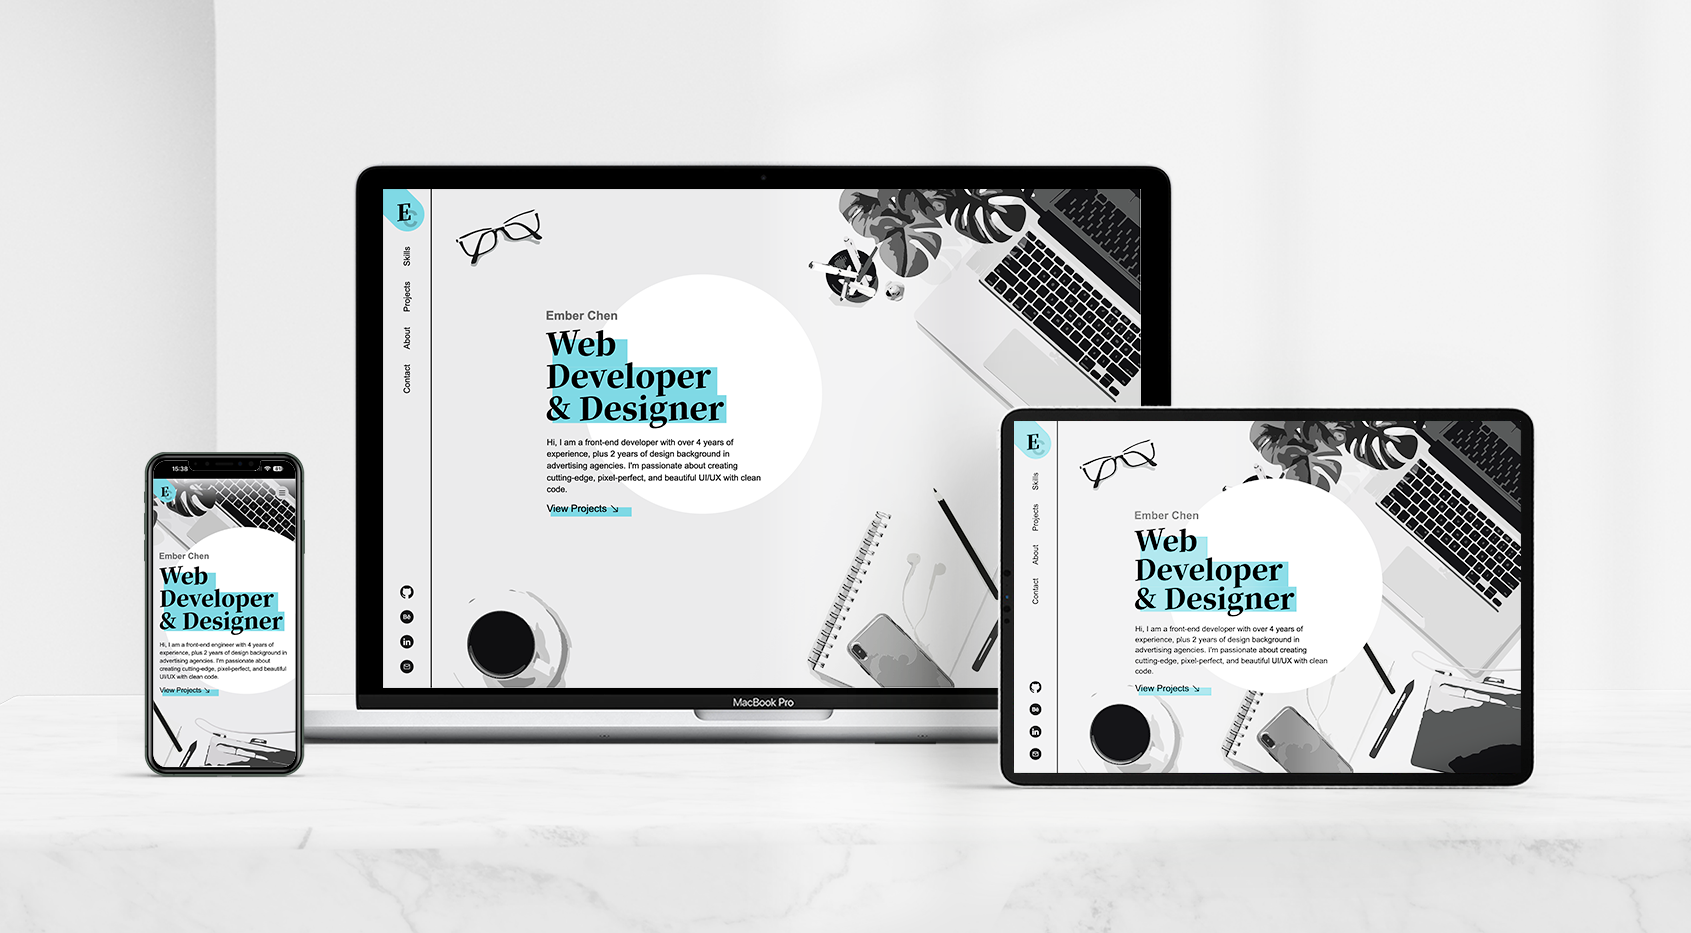 E
Skills
Projects
About
Contact
Ember Chen
Web
Developer
& Designer
Hi, I am a front-end developer with over 4 years of
experience, plus 2 years of design background in
advertising agencies. I'm passionate about creating
cutting-edge, pixel-perfect, and beautiful UI/UX with clean
code.
View Projects
Bē
in
MacBook Pro
15:38
E
Ember Chen
Web
Developer
& Designer
Hi, I am a front-end engineer with 4 years of
experience, plus 2 years of design background in
advertising agencies. I'm passionate about
creating cutting-edge, pixel-perfect, and beautiful
UI/UX with clean code.
View Projects
E
Skills
Projects
About
Contact
Ember Chen
Web
Developer
& Designer
Hi, I am a front-end developer with over 4 years of
experience, plus 2 years of design background in
advertising agencies. I'm passionate about creating
cutting-edge, pixel-perfect, and beautiful UI/UX with clean
code.
View Projects
Bē
in